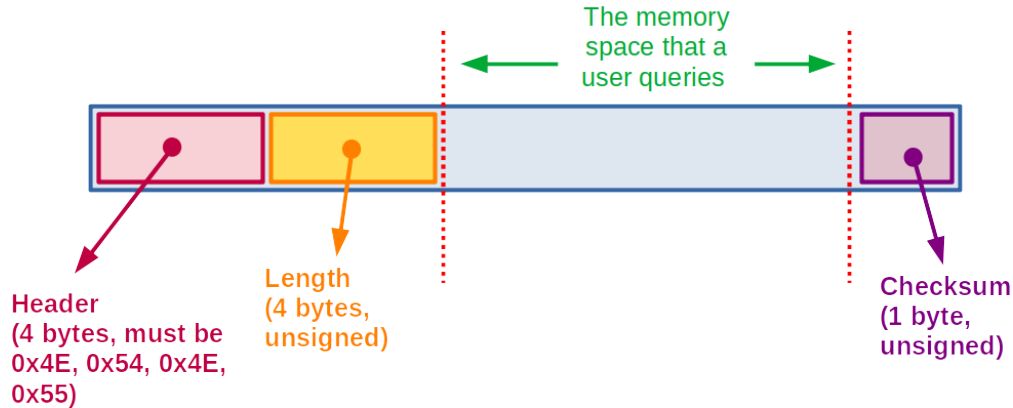 The memory
space that a
user queries
Header
(4 bytes, must be
0x4E, 0x54, 0x4E,
0x55)
Length
(4 bytes,
unsigned)
Checksum
(1 byte,
unsigned)